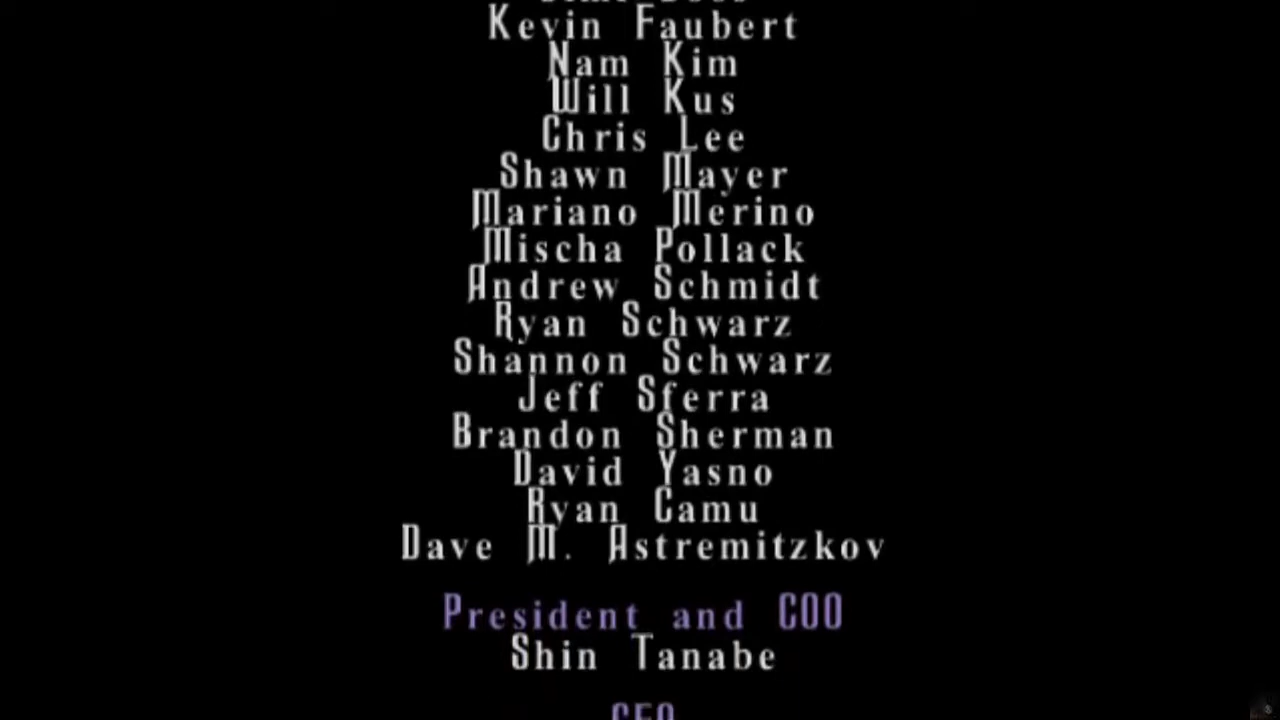 Kevin Faubert
Nam Kim
Will Kus
Chris Lee
Shawn Mayer
Mariano Merino
Mischa Pollack
Andrew Schmidt
Ryan Schwarz
Shannon Schwarz
Jeff Sferra
Brandon Sherman
David Yasno
Ryan Camu
Dave M. Astremitzkov
President and COO
Shin Tanabe